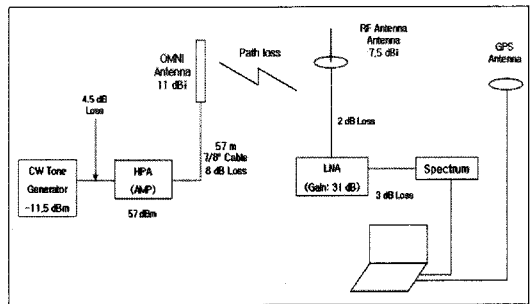 OMNI
Antenna
11 dBi
Path loss
RF Antenna
Antenna
7,5 dBi
GPS
Antenna
4,5 dB
Loss
57 m
7/8" Cable
8 dB Loss
2 dB Loss
CW Tone
Generator
-11,5 dBm
HPA
(AMP)
57 dBm
LNA
(Gain: 31 dB)
3 dB Loss
Spectrum